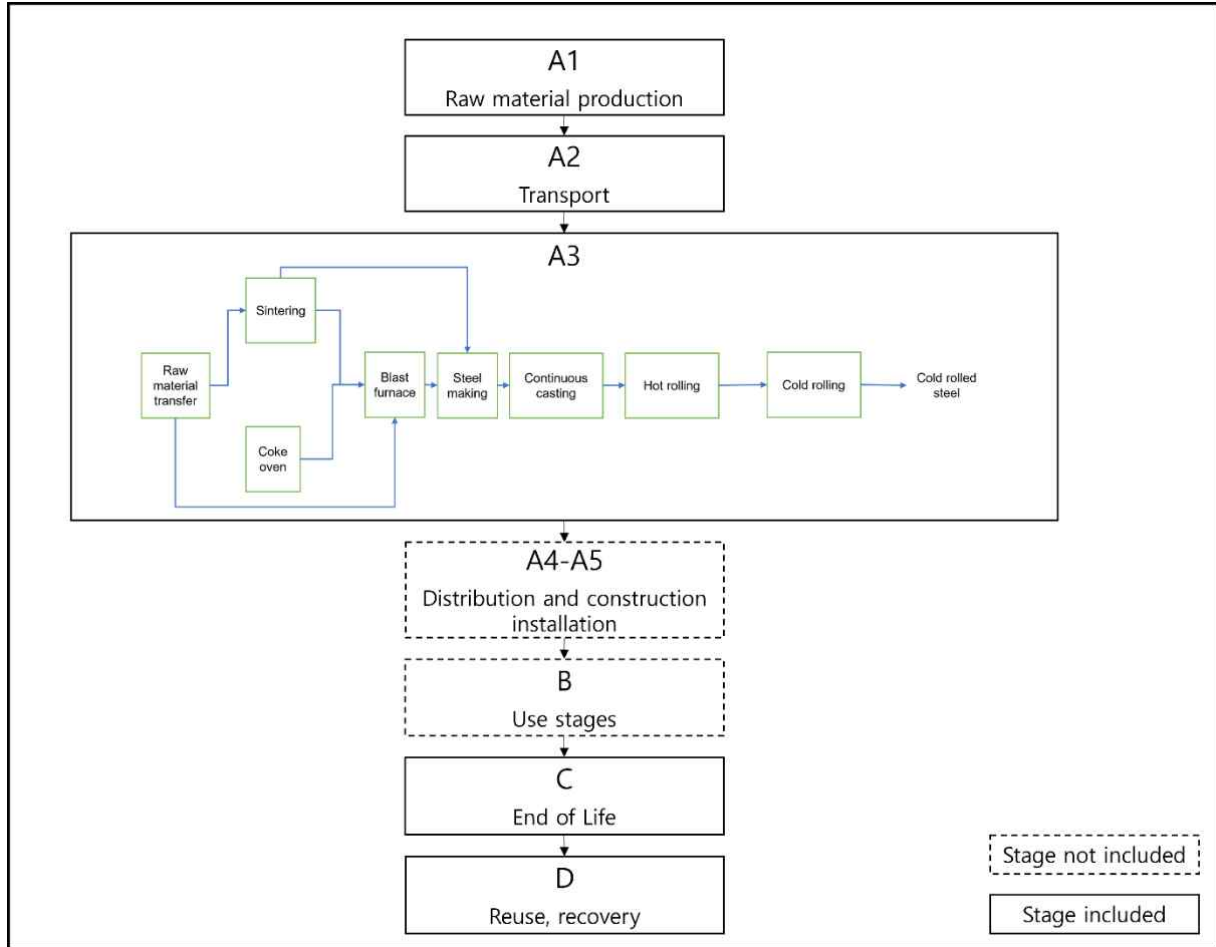 A1
Raw material production
A2
Transport
A3
Sintering
Raw
material
transfer
Blast
furnace
Steel
making
Continuous
casting
Hot rolling
Cold rolling
Cold rolled
steel
Coke
oven
A4-A5
Distribution and construction
installation
B
Use stages
C
End of Life
D
Reuse, recovery
Stage not included
Stage included